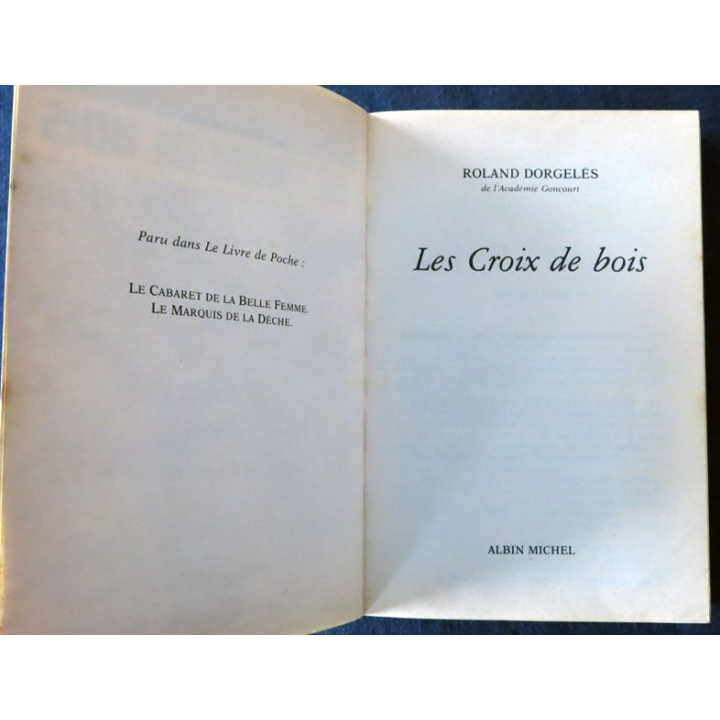 Paru dans Le Livre de Poche :
LE CABARET DE LA BELLE FEMME.
LE MARQUIS DE LA DÈCHE.
ROLAND DORGELÈS
de l'Académie Goncourt
Les Croix de bois
ALBIN MICHEL